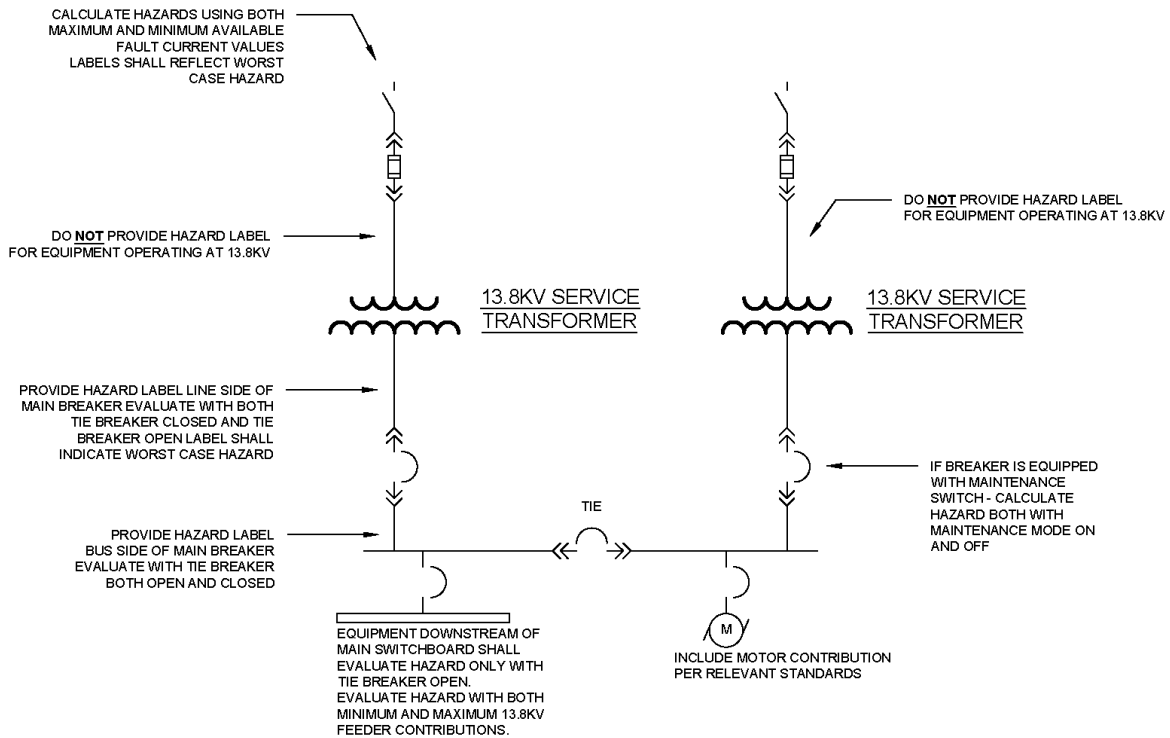 CALCULATE HAZARDS USING BOTH
MAXIMUM AND MINIMUM AVAILABLE
FAULT CURRENT VALUES
LABELS SHALL REFLECT WORST
CASE HAZARD
DO NOT PROVIDE HAZARD LABEL
FOR EQUIPMENT OPERATING AT 13.8KV
DO NOT PROVIDE HAZARD LABEL
FOR EQUIPMENT OPERATING AT 13.8KV
13.8KV SERVICE
TRANSFORMER
13.8KV SERVICE
TRANSFORMER
PROVIDE HAZARD LABEL LINE SIDE OF
MAIN BREAKER EVALUATE WITH BOTH
TIE BREAKER CLOSED AND TIE
BREAKER OPEN LABEL SHALL
INDICATE WORST CASE HAZARD
IF BREAKER IS EQUIPPED
WITH MAINTENANCE
SWITCH - CALCULATE
HAZARD BOTH WITH
MAINTENANCE MODE ON
AND OFF
TIE
PROVIDE HAZARD LABEL
BUS SIDE OF MAIN BREAKER
EVALUATE WITH TIE BREAKER
BOTH OPEN AND CLOSED
EQUIPMENT DOWNSTREAM OF
MAIN SWITCHBOARD SHALL
EVALUATE HAZARD ONLY WITH
TIE BREAKER OPEN.
EVALUATE HAZARD WITH BOTH
MINIMUM AND MAXIMUM 13.8KV
FEEDER CONTRIBUTIONS.
M
INCLUDE MOTOR CONTRIBUTION
PER RELEVANT STANDARDS